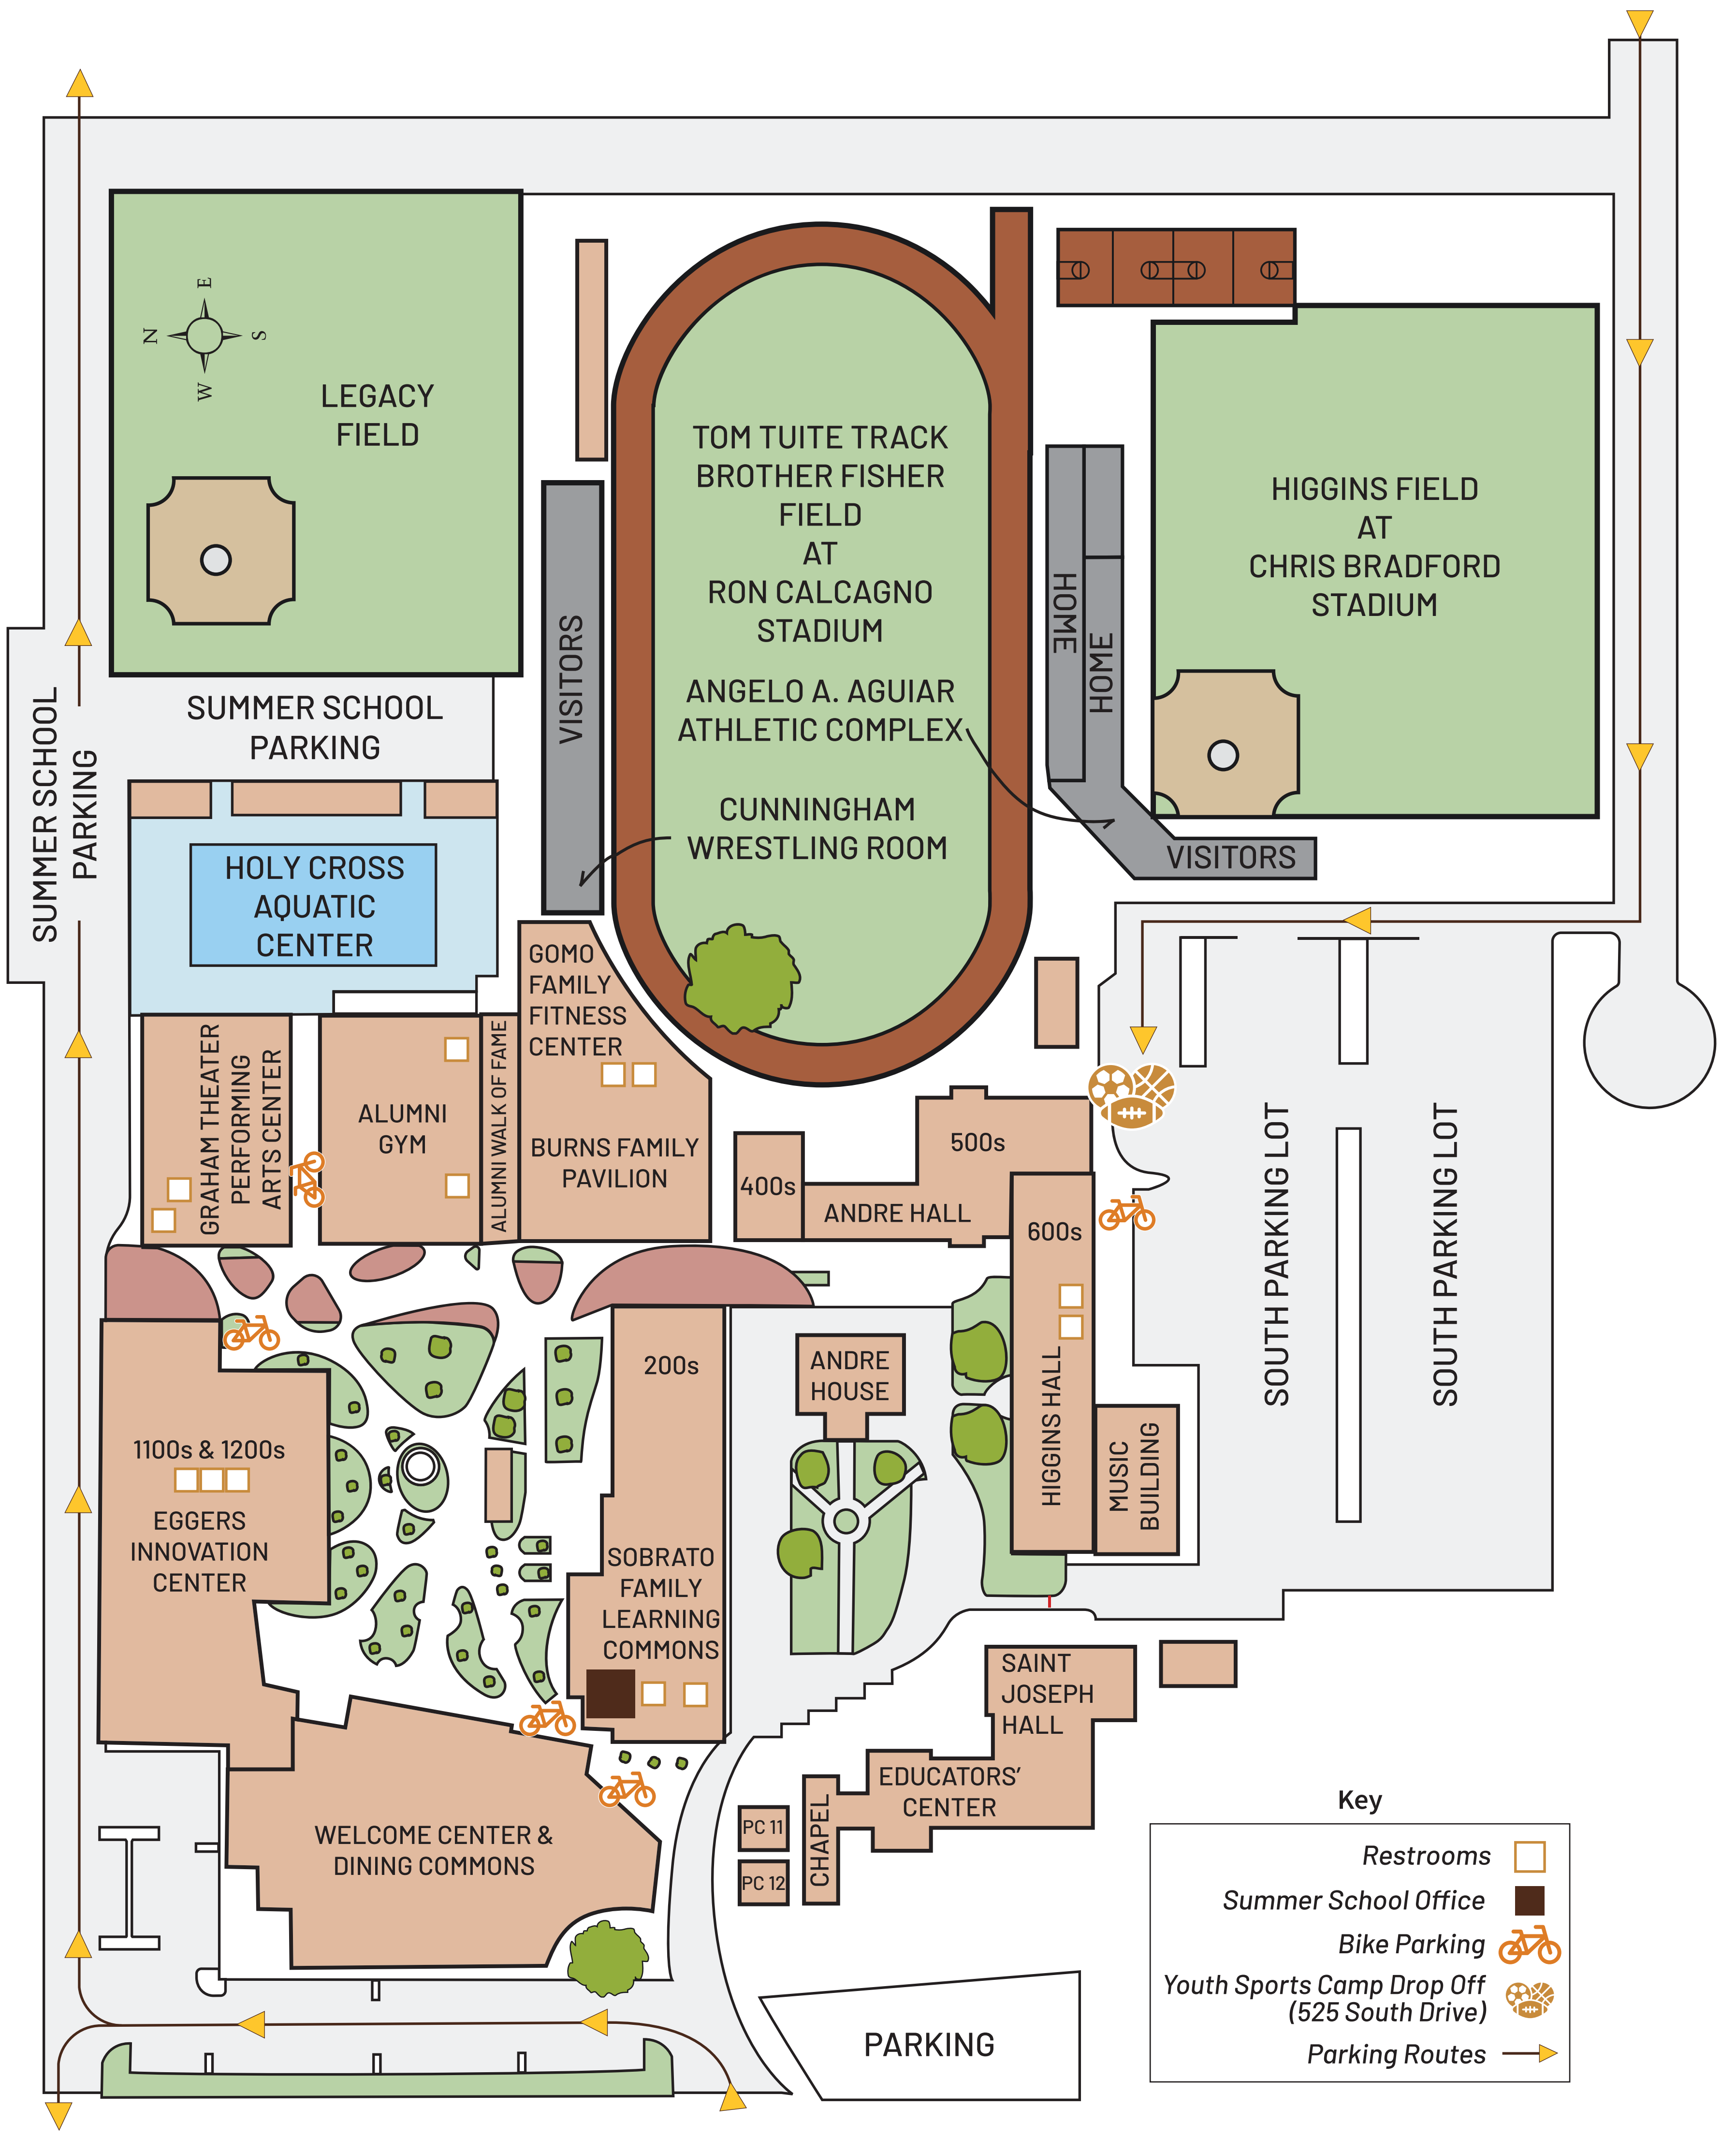 E
N
S
W
LEGACY
FIELD
TOM TUITE TRACK
BROTHER FISHER
FIELD
AT
RON CALCAGNO
STADIUM
ANGELO A. AGUIAR
ATHLETIC COMPLEX
CUNNINGHAM
WRESTLING ROOM
HIGGINS FIELD
AT
CHRIS BRADFORD
STADIUM
VISITORS
HOME
HOME
VISITORS
SUMMER SCHOOL
PARKING
SUMMER SCHOOL
PARKING
HOLY CROSS
AQUATIC
CENTER
GOMO
FAMILY
FITNESS
CENTER
BURNS FAMILY
PAVILION
GRAHAM THEATER
PERFORMING
ARTS CENTER
ALUMNI
GYM
ALUMNI WALK OF FAME
400s
500s
ANDRE HALL
600s
HIGGINS HALL
MUSIC
BUILDING
SOUTH PARKING LOT
SOUTH PARKING LOT
200s
SOBRATO
FAMILY
LEARNING
COMMONS
ANDRE
HOUSE
1100s & 1200s
EGGERS
INNOVATION
CENTER
WELCOME CENTER &
DINING COMMONS
SAINT
JOSEPH
HALL
EDUCATORS’
CENTER
CHAPEL
PC 11
PC 12
PARKING
Key
Restrooms
Summer School Office
Bike Parking
Youth Sports Camp Drop Off
(525 South Drive)
Parking Routes